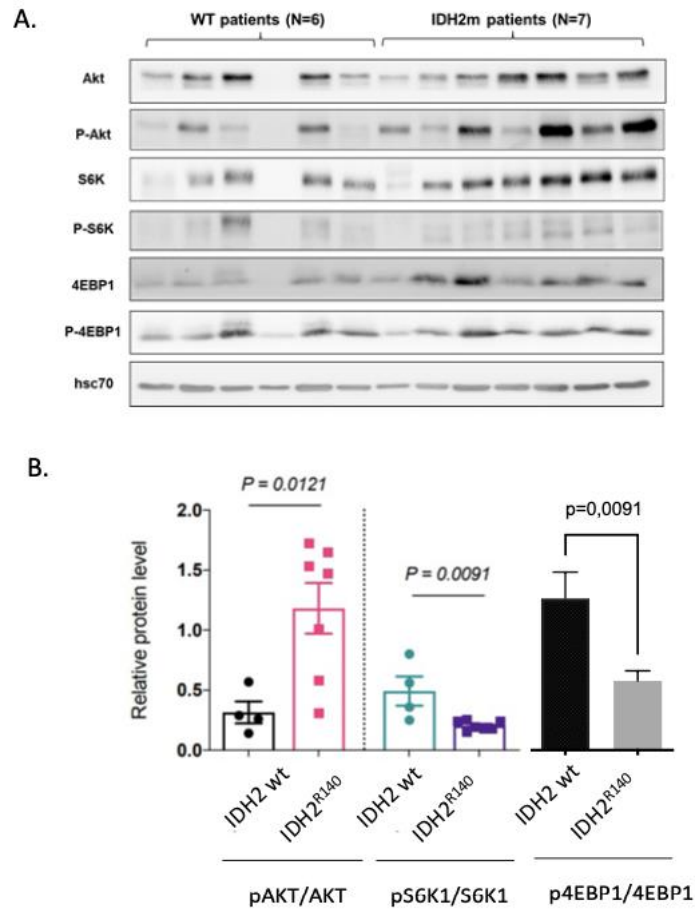 A.
WT patients (N=6) IDH2m patients (N=7)
Akt
P-Akt
S6K
P-S6K
4EBP1
P-4EBP1
hsc70
B.
P = 0.0121
p=0,0091
P = 0.0091
Relative protein level
2.0
1.5
1.0
0.5
0.0
IDH2 wt
IDH2R140
IDH2 wt
IDH2R140
IDH2 wt
IDH2R140
pAKT/AKT pS6K1/S6K1 p4EBP1/4EBP1